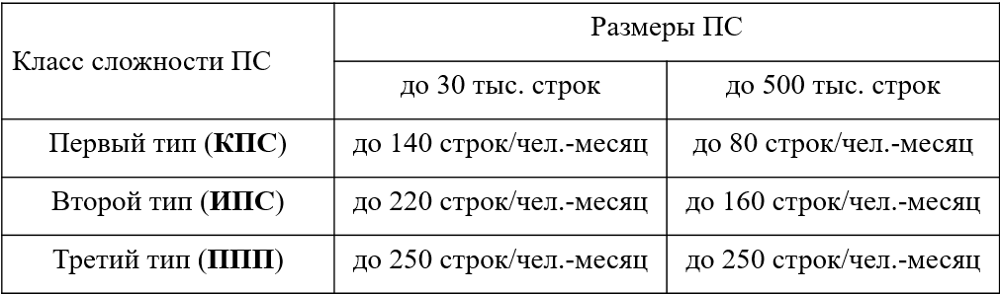 Класс сложности ПС
Размеры ПС
до 30 тыс. строк
до 500 тыс. строк
Первый тип (КПС)
до 140 строк/чел.-месяц
до 80 строк/чел.-месяц
Второй тип (ИПС)
до 220 строк/чел.-месяц
до 160 строк/чел.-месяц
Третий тип (ППП)
до 250 строк/чел.-месяц
до 250 строк/чел.-месяц